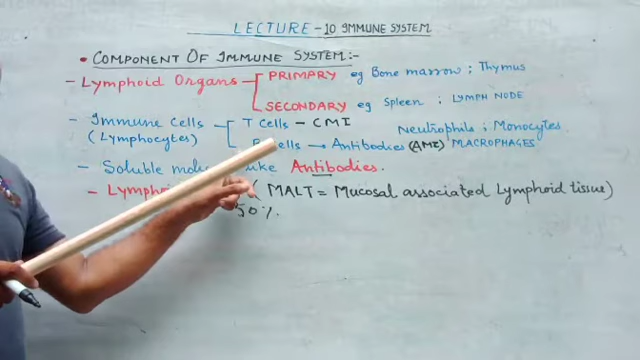 LECTURE - 10 IMMUNE SYSTEM
• COMPONENT OF IMMUNE SYSTEM:-
- Lymphoid Organs - PRIMARY eg Bone marrow ; Thymus
SECONDARY eg Spleen ; LYMPH NODE
- Immune cells - T Cells - CMI
(Lymphocytes)
Neutrophils ; Monocytes
cells → Antibodies (AMI) MACROPHAGES
- Soluble like Antibodies.
- Lympho ( MALT = Mucosal associated Lymphoid tissue)
50%.